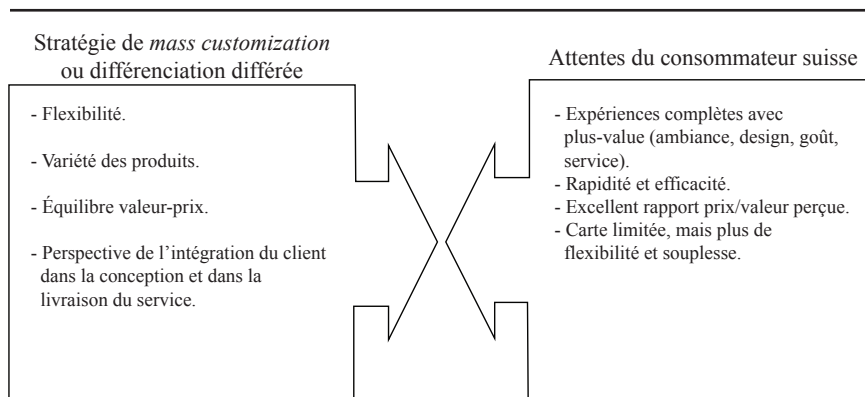 Stratégie de mass customization
ou différenciation différée
- Flexibilité.
- Variété des produits.
- Équilibre valeur-prix.
- Perspective de l’intégration du client
dans la conception et dans la
livraison du service.
Attentes du consommateur suisse
- Expériences complètes avec
plus-value (ambiance, design, goût,
service).
- Rapidité et efficacité.
- Excellent rapport prix/valeur perçue.
- Carte limitée, mais plus de
flexibilité et souplesse.